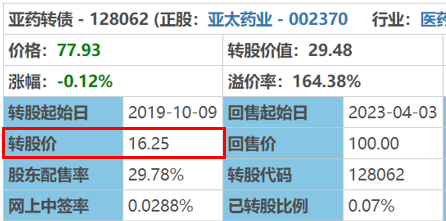 亚药转债 - 128062 (正股: 亚太药业 - 002370 行业: 医药
价格: 77.93 转股价值: 29.48
涨幅: -0.12% 溢价率: 164.38%
转股起始日 2019-10-09 回售起始日 2023-04-03
转股价 16.25 回售价 100.00
股东配售率 29.78% 转股代码 128062
网上中签率 0.0288% 已转股比例 0.07%